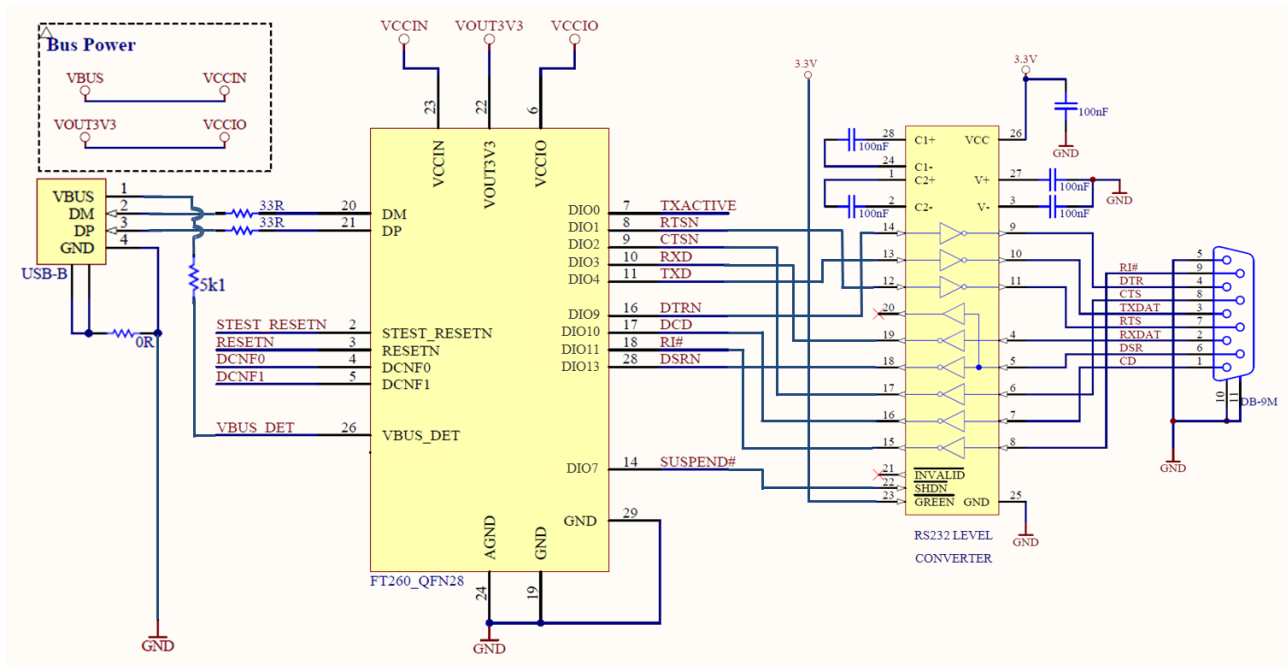 Bus Power
VBUS VCCIN
VOUT3V3 VCCIO
VCCIN VOUT3V3 VCCIO
23 22 6
VCCIN VOUT3V3 VCCIO
VBUS 1
DM 2
DP 3
GND 4
USB-B
33R
33R
5k1
0R
GND
20 DM
21 DP
STEST_RESETN 2 STEST_RESETN
RESETN 3 RESETN
DCNF0 4 DCNF0
DCNF1 5 DCNF1
VBUS_DET 26 VBUS_DET
DIO0 7 TXACTIVE
DIO1 8 RTSN
DIO2 9 CTSN
DIO3 10 RXD
DIO4 11 TXD
DIO9 16 DTRN
DIO10 17 DCD
DIO11 18 RI#
DIO13 28 DSRN
DIO7 14 SUSPEND#
GND 29
AGND GND
24 19
FT260_QFN28
GND
3.3V
3.3V
100nF
GND
100nF 28 C1+ VCC 26
24 C1-
1 C2+ V+ 27 100nF
100nF 2 C2- V- 3 100nF
GND
14 9
13 10
12 11
20
19 4
18 5
17 6
16 7
15 8
21 INVALID
22 SHDN
23 GREEN GND 25
GND
RS232 LEVEL
CONVERTER
5
RI# 9
DTR 4
CTS 8
TXDAT 3
RTS 7
RXDAT 2
DSR 6
CD 1
10 11
DB-9M
GND